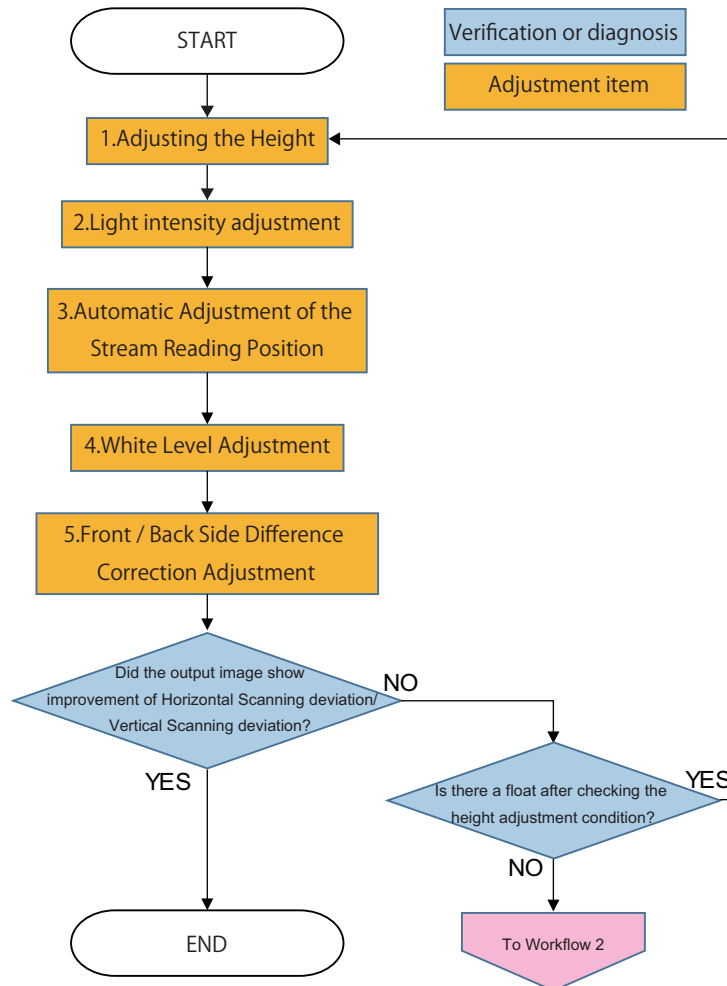 START
Verification or diagnosis
Adjustment item
1.Adjusting the Height
2.Light intensity adjustment
3.Automatic Adjustment of the
Stream Reading Position
4.White Level Adjustment
5.Front / Back Side Difference
Correction Adjustment
Did the output image show
improvement of Horizontal Scanning deviation/
Vertical Scanning deviation?
NO
YES
Is there a float after checking the
height adjustment condition?
YES
NO
END
To Workflow 2